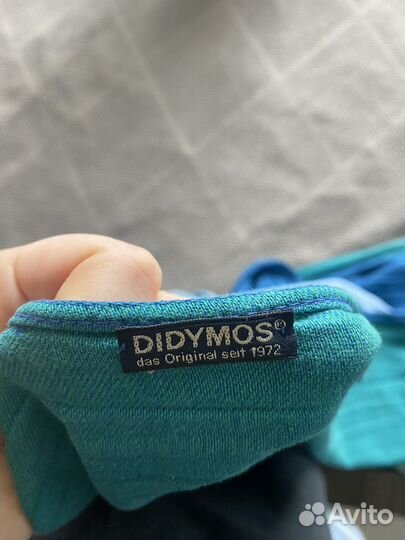 DIDYMOS®
das Original seit 1972
Avito